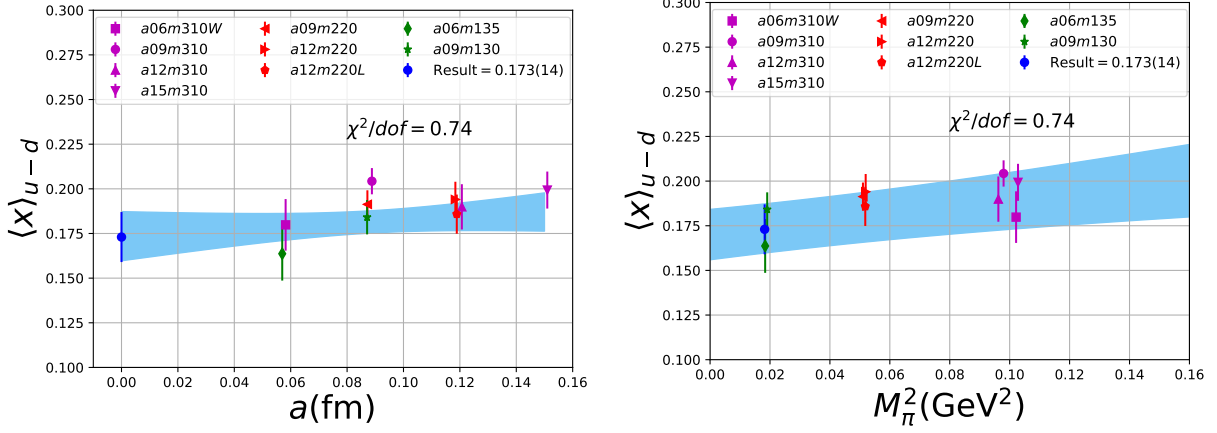 0.300
0.275
0.250
0.225
0.200
0.175
0.150
0.125
0.100
⟨x⟩u − d
a06m310W
a09m310
a12m310
a15m310
a09m220
a12m220
a12m220L
a06m135
a09m130
Result = 0.173(14)
χ²/dof = 0.74
0.00 0.02 0.04 0.06 0.08 0.10 0.12 0.14 0.16
a(fm)
0.300
0.275
0.250
0.225
0.200
0.175
0.150
0.125
0.100
⟨x⟩u − d
a06m310W
a09m310
a12m310
a15m310
a09m220
a12m220
a12m220L
a06m135
a09m130
Result = 0.173(14)
χ²/dof = 0.74
0.00 0.02 0.04 0.06 0.08 0.10 0.12 0.14 0.16
M²π(GeV²)